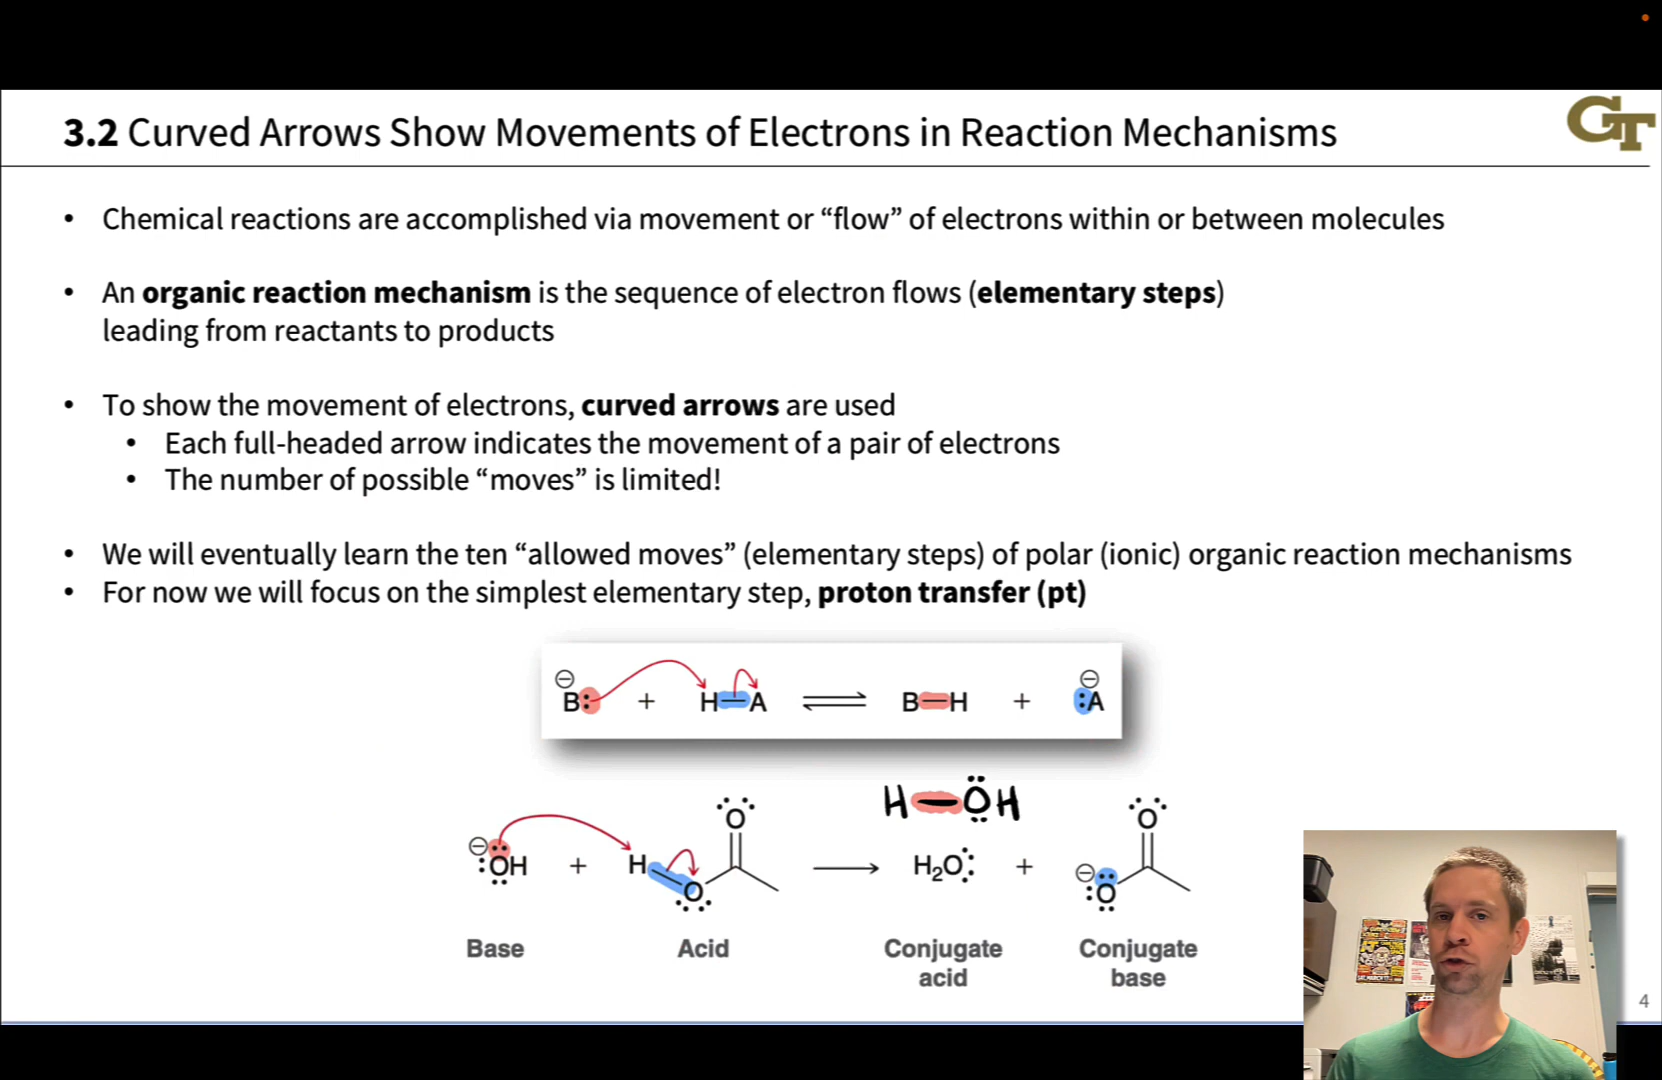 3.2 Curved Arrows Show Movements of Electrons in Reaction Mechanisms
GT
• Chemical reactions are accomplished via movement or “flow” of electrons within or between molecules
• An organic reaction mechanism is the sequence of electron flows (elementary steps)
leading from reactants to products
• To show the movement of electrons, curved arrows are used
• Each full-headed arrow indicates the movement of a pair of electrons
• The number of possible “moves” is limited!
• We will eventually learn the ten “allowed moves” (elementary steps) of polar (ionic) organic reaction mechanisms
• For now we will focus on the simplest elementary step, proton transfer (pt)
⊖B: + H—A ⇌ B—H + ⊖:A
H—ÖH
⊖:OH + H—O O → H₂O: + ⊖:O O
Base Acid Conjugate acid Conjugate base
4